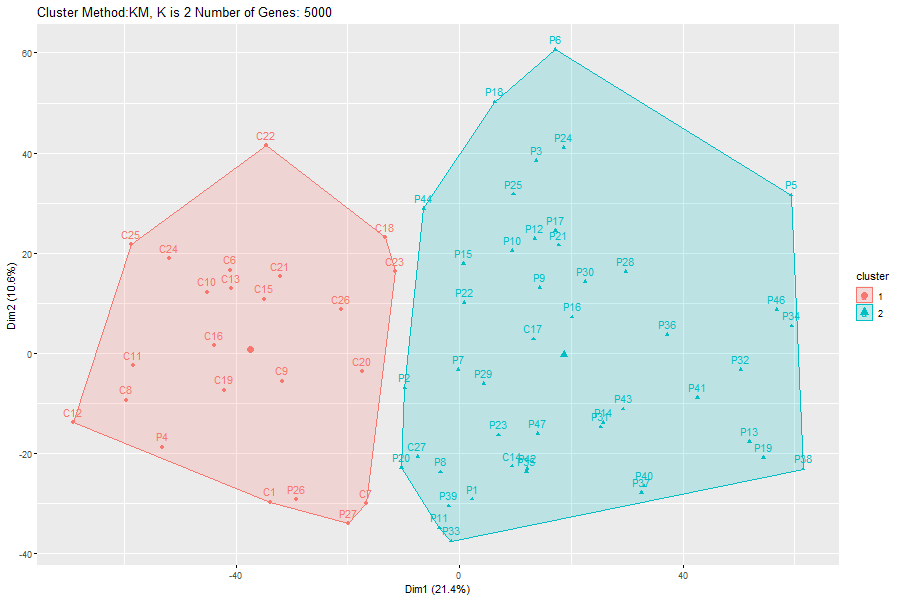 Cluster Method:KM, K is 2 Number of Genes: 5000
60
P6
P18
C22
40
P24
P3
P5
P25
P44
P17
C18
P12
P21
C25
P10
20
C24
P15
C6
C21
C23
P28
C13
P9
P30
C10
C15
P22
C26
P16
P46
P34
C16
C17
P36
0
C11
C20
P7
P32
C9
P2
P29
C19
C8
P41
C12
P43
P14
P31
P4
P23
P47
P13
-20
C27
P19
P20
P8
C14
P42
P35
P38
C1
P26
C7
P39
P1
P40
P37
P27
P11
P33
-40
-40
0
40
Dim1 (21.4%)
Dim2 (10.6%)
cluster
1
2